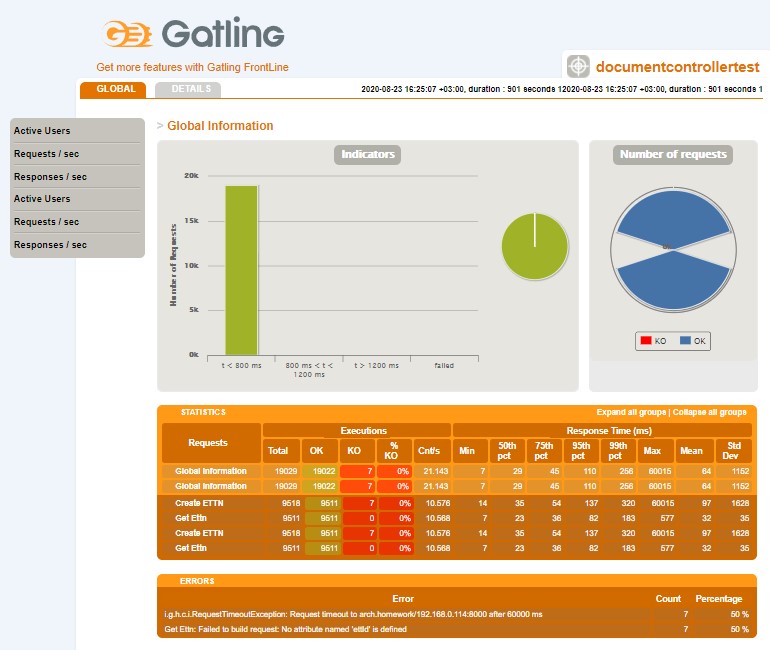 Gatling
Get more features with Gatling FrontLine
documentcontrollertest
GLOBAL DETAILS
2020-08-23 16:25:07 +03:00, duration : 901 seconds 12020-08-23 16:25:07 +03:00, duration : 901 seconds 1
Active Users
Requests / sec
Responses / sec
Active Users
Requests / sec
Responses / sec
> Global Information
Indicators
Number of Requests
20k
15k
10k
5k
0k
t < 800 ms
800 ms < t <
1200 ms
t > 1200 ms
failed
Number of requests
KO OK
STATISTICS Expand all groups | Collapse all groups
Requests Executions Response Time (ms)
Total OK KO % KO Cnt/s Min 50th pct 75th pct 95th pct 99th pct Max Mean Std Dev
Global Information 19029 19022 7 0% 21.143 7 29 45 110 256 60015 64 1152
Global Information 19029 19022 7 0% 21.143 7 29 45 110 256 60015 64 1152
Create ETTN 9518 9511 7 0% 10.576 14 35 54 137 320 60015 97 1628
Get Ettn 9511 9511 0 0% 10.568 7 23 36 82 183 577 32 35
Create ETTN 9518 9511 7 0% 10.576 14 35 54 137 320 60015 97 1628
Get Ettn 9511 9511 0 0% 10.568 7 23 36 82 183 577 32 35
ERRORS
Error Count Percentage
i.g.h.c.i.RequestTimeoutException: Request timeout to arch.homework/192.168.0.114:8000 after 60000 ms 7 50 %
Get Ettn: Failed to build request: No attribute named 'ettId' is defined 7 50 %